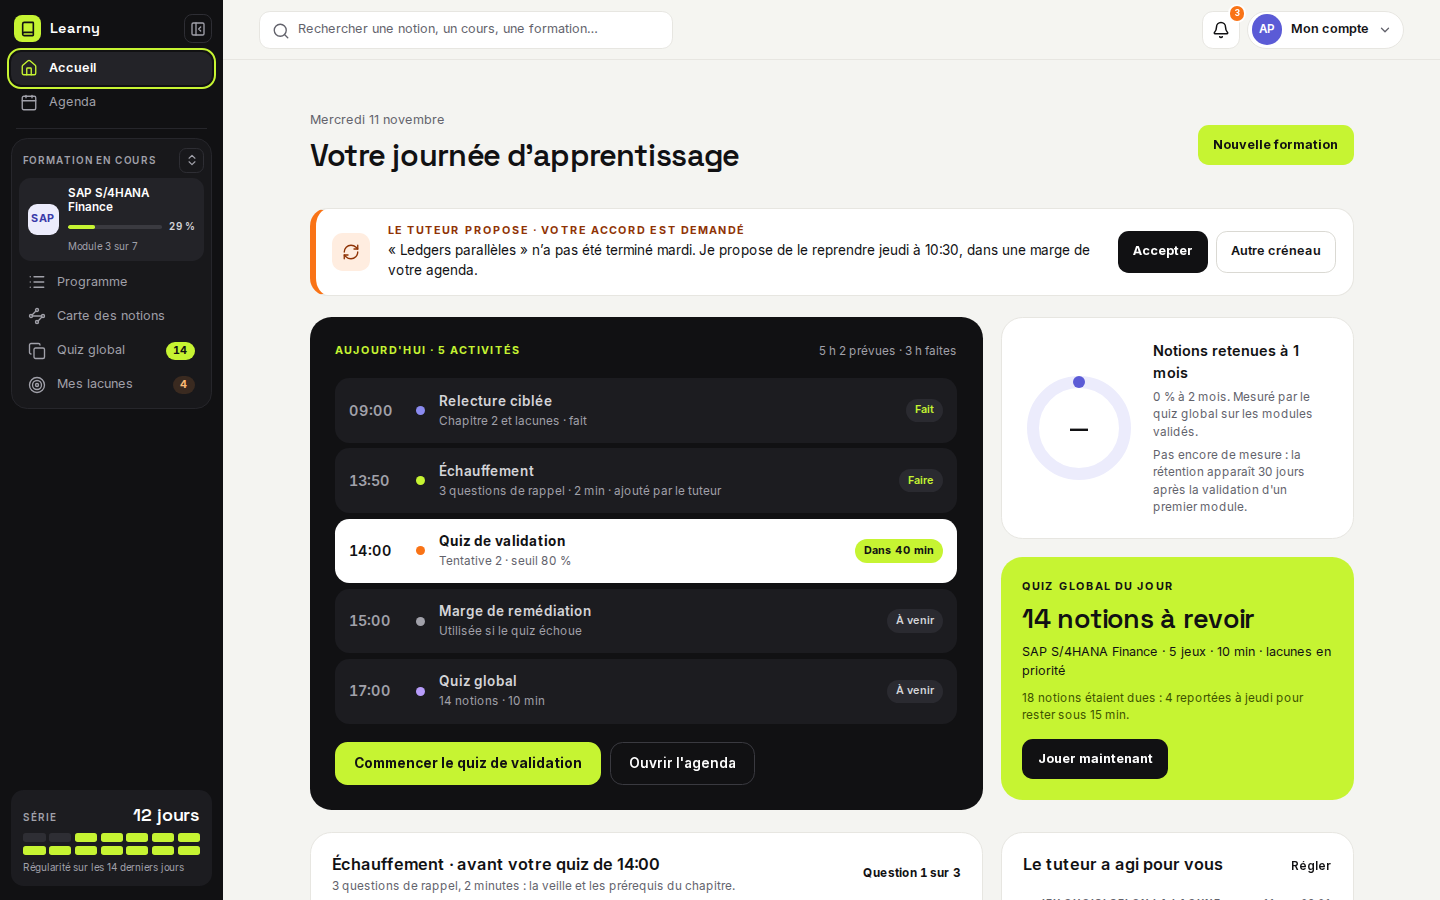 Learny
Accueil
Agenda
FORMATION EN COURS
SAP
SAP S/4HANA
Finance
29 %
Module 3 sur 7
Programme
Carte des notions
Quiz global
14
Mes lacunes
4
SÉRIE
12 jours
Régularité sur les 14 derniers jours
Rechercher une notion, un cours, une formation...
3
AP
Mon compte
Mercredi 11 novembre
Votre journée d'apprentissage
Nouvelle formation
LE TUTEUR PROPOSE · VOTRE ACCORD EST DEMANDÉ
« Ledgers parallèles » n'a pas été terminé mardi. Je propose de le reprendre jeudi à 10:30, dans une marge de
votre agenda.
Accepter
Autre créneau
AUJOURD'HUI · 5 ACTIVITÉS
5 h 2 prévues · 3 h faites
09:00
Relecture ciblée
Chapitre 2 et lacunes · fait
Fait
13:50
Échauffement
3 questions de rappel · 2 min · ajouté par le tuteur
Faire
14:00
Quiz de validation
Tentative 2 · seuil 80 %
Dans 40 min
15:00
Marge de remédiation
Utilisée si le quiz échoue
À venir
17:00
Quiz global
14 notions · 10 min
À venir
Commencer le quiz de validation
Ouvrir l'agenda
—
Notions retenues à 1
mois
0 % à 2 mois. Mesuré par le
quiz global sur les modules
validés.
Pas encore de mesure : la
rétention apparaît 30 jours
après la validation d'un
premier module.
QUIZ GLOBAL DU JOUR
14 notions à revoir
SAP S/4HANA Finance · 5 jeux · 10 min · lacunes en
priorité
18 notions étaient dues : 4 reportées à jeudi pour
rester sous 15 min.
Jouer maintenant
Échauffement · avant votre quiz de 14:00
3 questions de rappel, 2 minutes : la veille et les prérequis du chapitre.
Question 1 sur 3
Le tuteur a agi pour vous
Régler